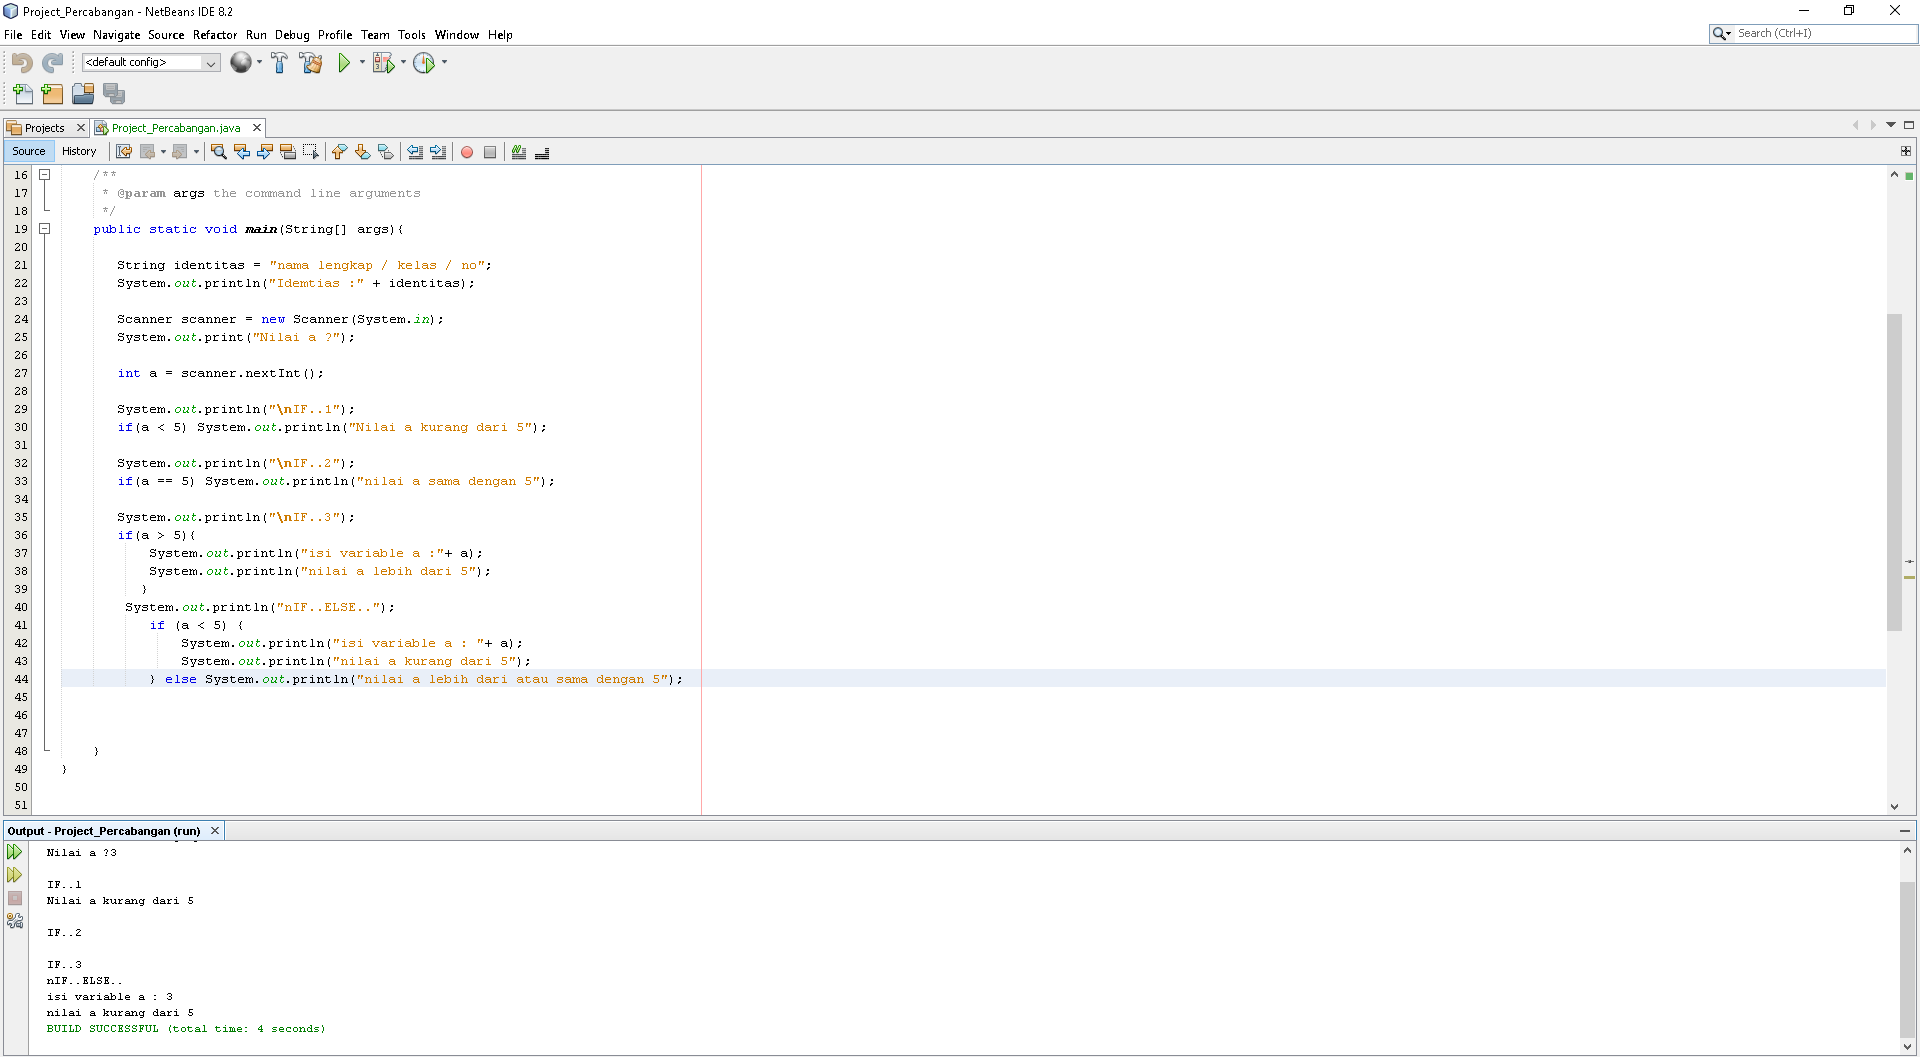 Project_Percabangan - NetBeans IDE 8.2
File Edit View Navigate Source Refactor Run Debug Profile Team Tools Window Help
Search (Ctrl+I)
<default config>
Projects
Project_Percabangan.java
Source History
16 /**
17 * @param args the command line arguments
18 */
19 public static void main(String[] args){
20
21 String identitas = "nama lengkap / kelas / no";
22 System.out.println("Idemtias :" + identitas);
23
24 Scanner scanner = new Scanner(System.in);
25 System.out.print("Nilai a ?");
26
27 int a = scanner.nextInt();
28
29 System.out.println("\nIF..1");
30 if(a < 5) System.out.println("Nilai a kurang dari 5");
31
32 System.out.println("\nIF..2");
33 if(a == 5) System.out.println("nilai a sama dengan 5");
34
35 System.out.println("\nIF..3");
36 if(a > 5){
37 System.out.println("isi variable a :"+ a);
38 System.out.println("nilai a lebih dari 5");
39 }
40 System.out.println("nIF..ELSE..");
41 if (a < 5) {
42 System.out.println("isi variable a : "+ a);
43 System.out.println("nilai a kurang dari 5");
44 } else System.out.println("nilai a lebih dari atau sama dengan 5");
45
46
47
48 }
49 }
50
51
Output - Project_Percabangan (run)
Nilai a ?3
IF..1
Nilai a kurang dari 5
IF..2
IF..3
nIF..ELSE..
isi variable a : 3
nilai a kurang dari 5
BUILD SUCCESSFUL (total time: 4 seconds)